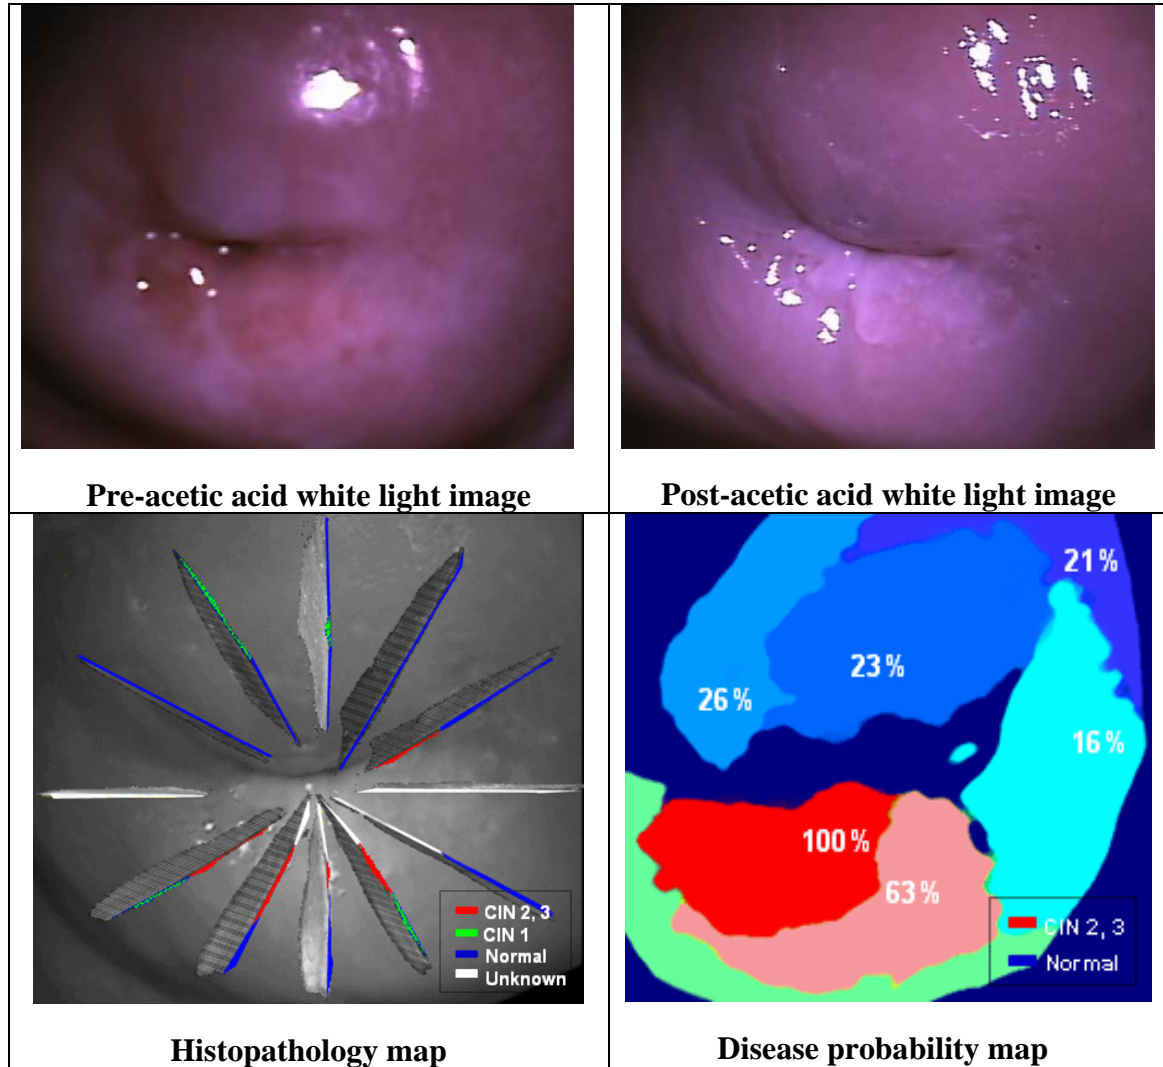 Pre-acetic acid white light image
Post-acetic acid white light image
CIN 2, 3
CIN 1
Normal
Unknown
Histopathology map
21 %
23 %
26 %
16 %
100 %
63 %
CIN 2, 3
Normal
Disease probability map